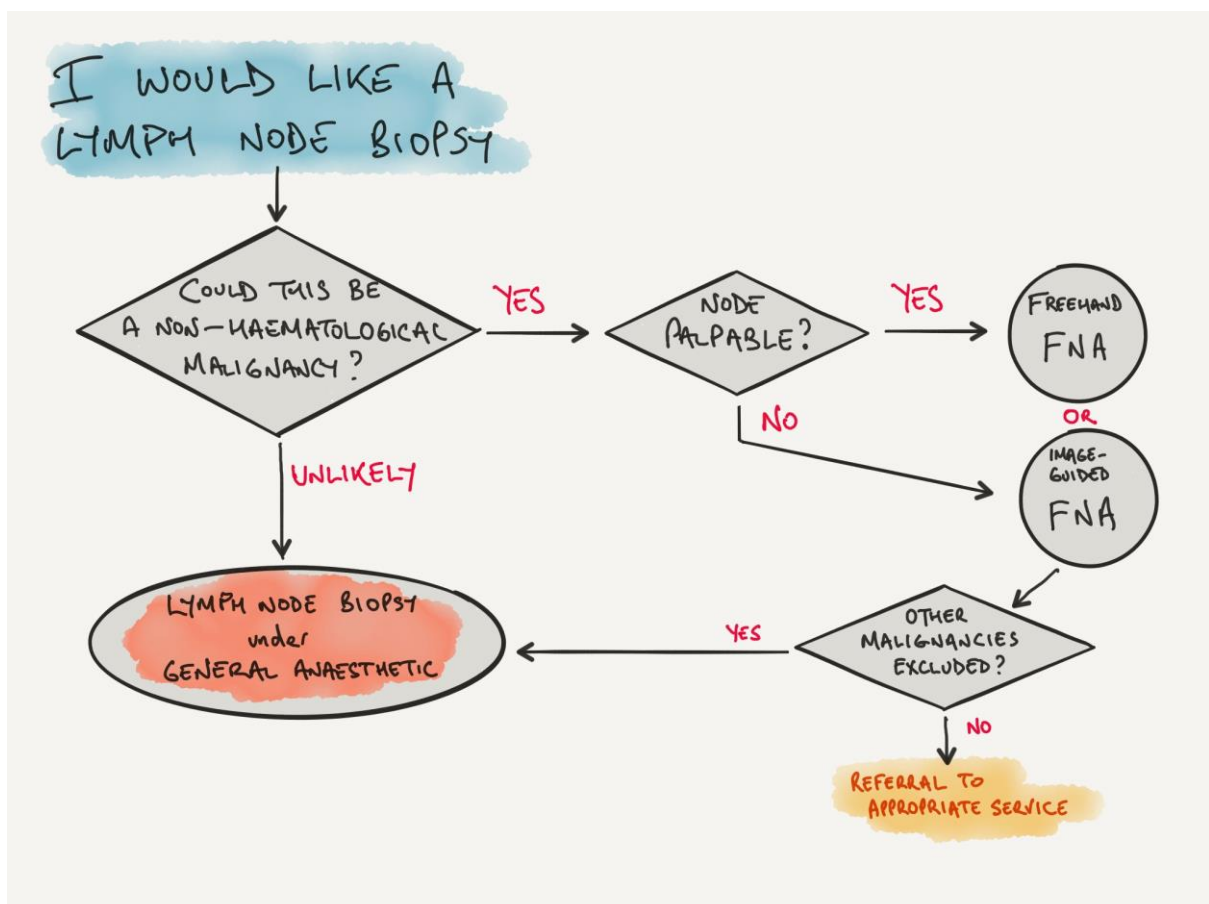 I WOULD LIKE A
LYMPH NODE BIOPSY
COULD THIS BE
A NON-HAEMATOLOGICAL
MALIGNANCY?
YES
NODE
PALPABLE?
YES
FREEHAND
FNA
OR
NO
IMAGE-
GUIDED
FNA
UNLIKELY
LYMPH NODE BIOPSY
under
GENERAL ANAESTHETIC
YES
OTHER
MALIGNANCIES
EXCLUDED?
NO
REFERRAL TO
APPROPRIATE SERVICE